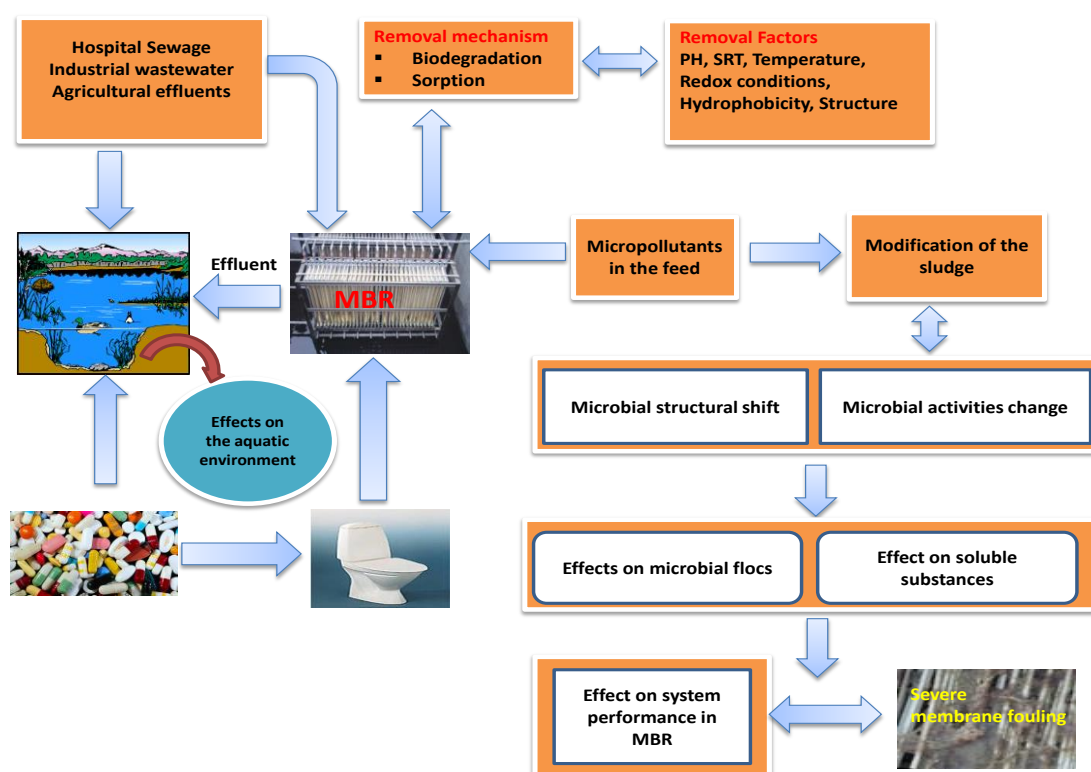 Hospital Sewage
Industrial wastewater
Agricultural effluents
Removal mechanism
▪ Biodegradation
▪ Sorption
Removal Factors
PH, SRT, Temperature,
Redox conditions,
Hydrophobicity, Structure
Effluent
MBR
Micropollutants
in the feed
Modification of the
sludge
Effects on
the aquatic
environment
Microbial structural shift
Microbial activities change
Effects on microbial flocs
Effect on soluble
substances
Effect on system
performance in
MBR
Severe
membrane fouling